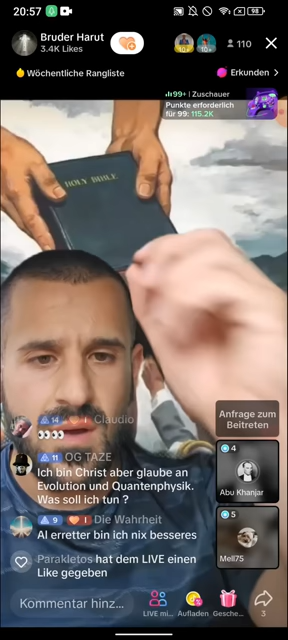 20:57
98
Bruder Harut
3.4K Likes
10+
10+
110
Wöchentliche Rangliste
Erkunden >
99+ | Zuschauer
Punkte erforderlich
für 99: 115.2K
HOLY BIBLE
14 1 Claudio
👀👀
11 OG TAZE
Ich bin Christ aber glaube an
Evolution und Quantenphysik.
Was soll ich tun ?
9 I Die Wahrheit
Al erretter bin ich nix besseres
Parakletos hat dem LIVE einen
Like gegeben
Anfrage zum
Beitreten
4
Abu Khanjar
5
Mell75
Kommentar hinz...
LIVE mi...
Aufladen
Gesche...
3